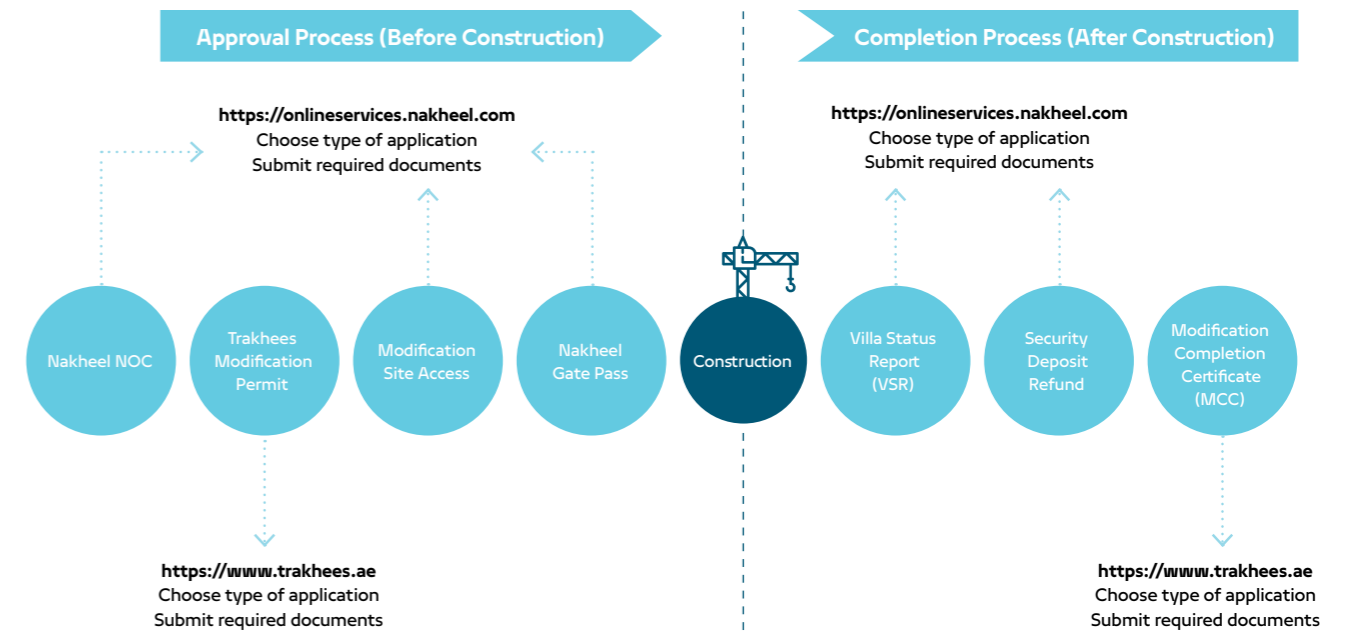 Approval Process (Before Construction)
Completion Process (After Construction)
https://onlineservices.nakheel.com
Choose type of application
Submit required documents
https://onlineservices.nakheel.com
Choose type of application
Submit required documents
Nakheel NOC
Trakhees
Modification
Permit
Modification
Site Access
Nakheel
Gate Pass
Construction
Villa Status
Report
(VSR)
Security
Deposit
Refund
Modification
Completion
Certificate
(MCC)
https://www.trakhees.ae
Choose type of application
Submit required documents
https://www.trakhees.ae
Choose type of application
Submit required documents